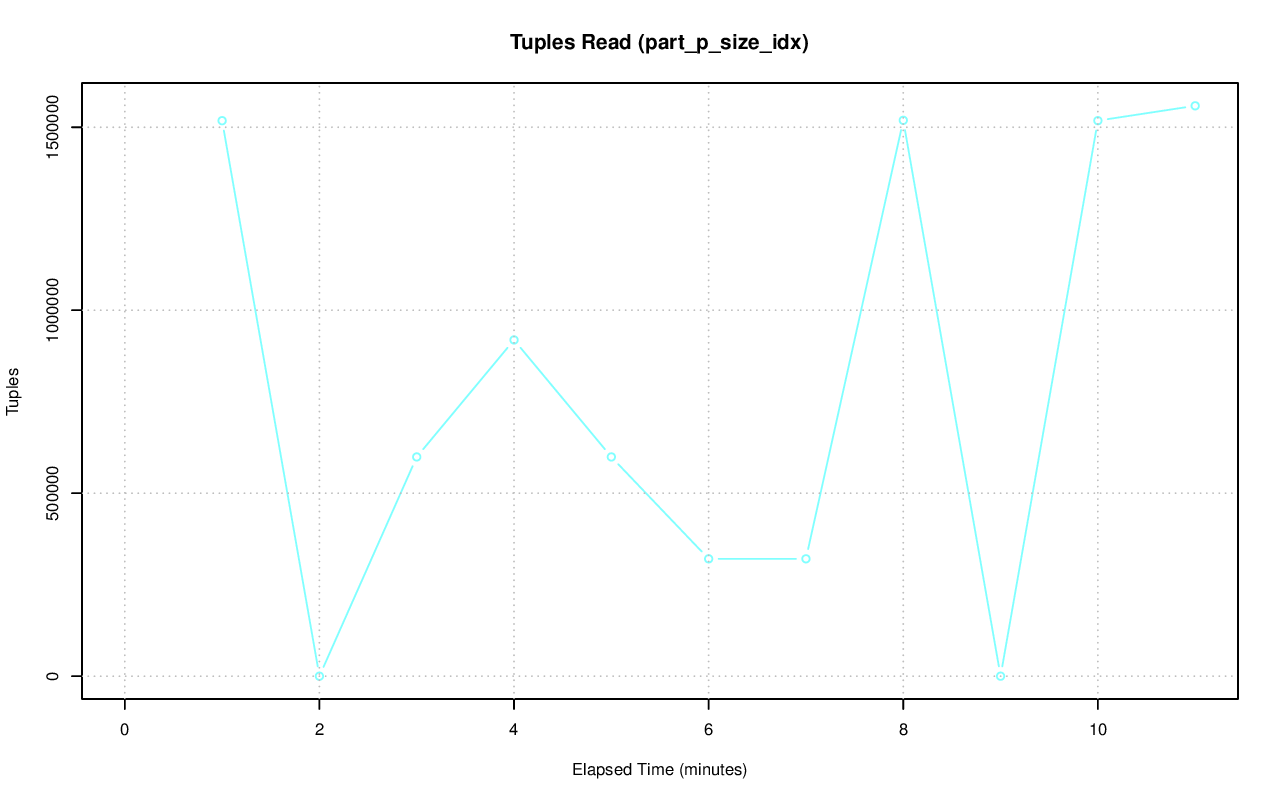 Tuples Read (part_p_size_idx)
1500000
1000000
500000
0
Tuples
0 2 4 6 8 10
Elapsed Time (minutes)